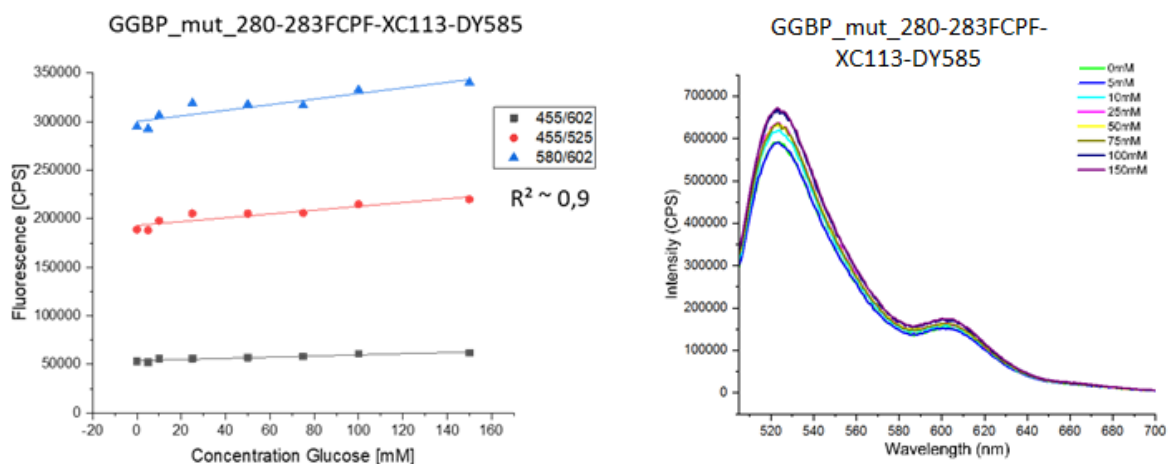 GGBP_mut_280-283FCPF-XC113-DY585
350000
300000
250000
200000
150000
100000
50000
0
Fluorescence [CPS]
-20 0 20 40 60 80 100 120 140 160
Concentration Glucose [mM]
455/602
455/525
580/602
R² ~ 0,9
GGBP_mut_280-283FCPF-
XC113-DY585
0mM
5mM
10mM
25mM
50mM
75mM
100mM
150mM
700000
600000
500000
400000
300000
200000
100000
0
Intensity (CPS)
520 540 560 580 600 620 640 660 680 700
Wavelength (nm)